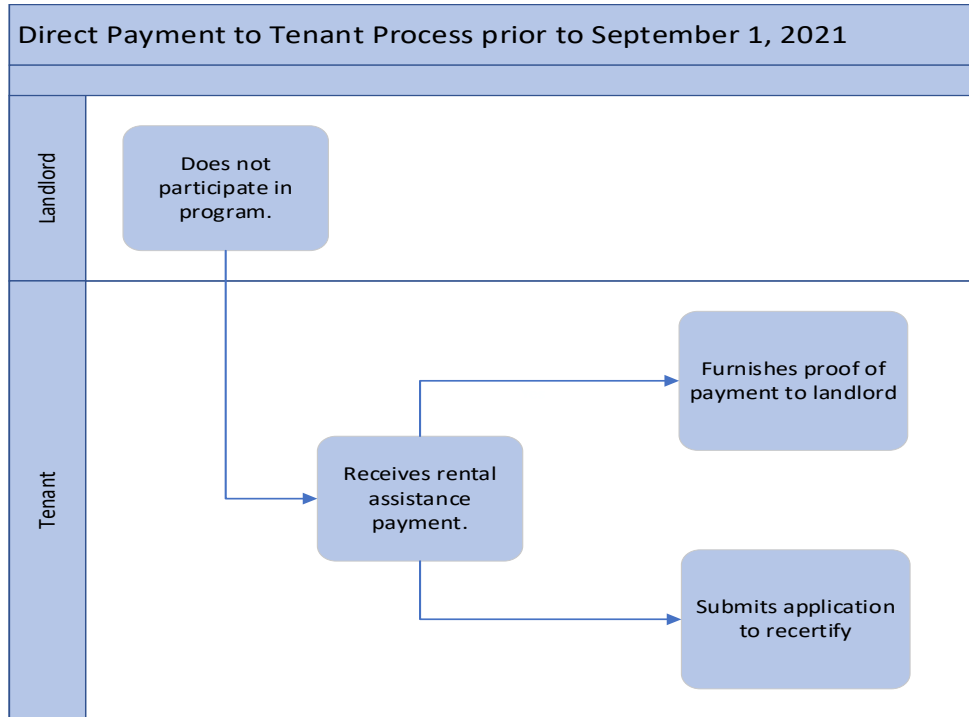 Direct Payment to Tenant Process prior to September 1, 2021
Landlord
Does not
participate in
program.
Tenant
Furnishes proof of
payment to landlord
Receives rental
assistance
payment.
Submits application
to recertify